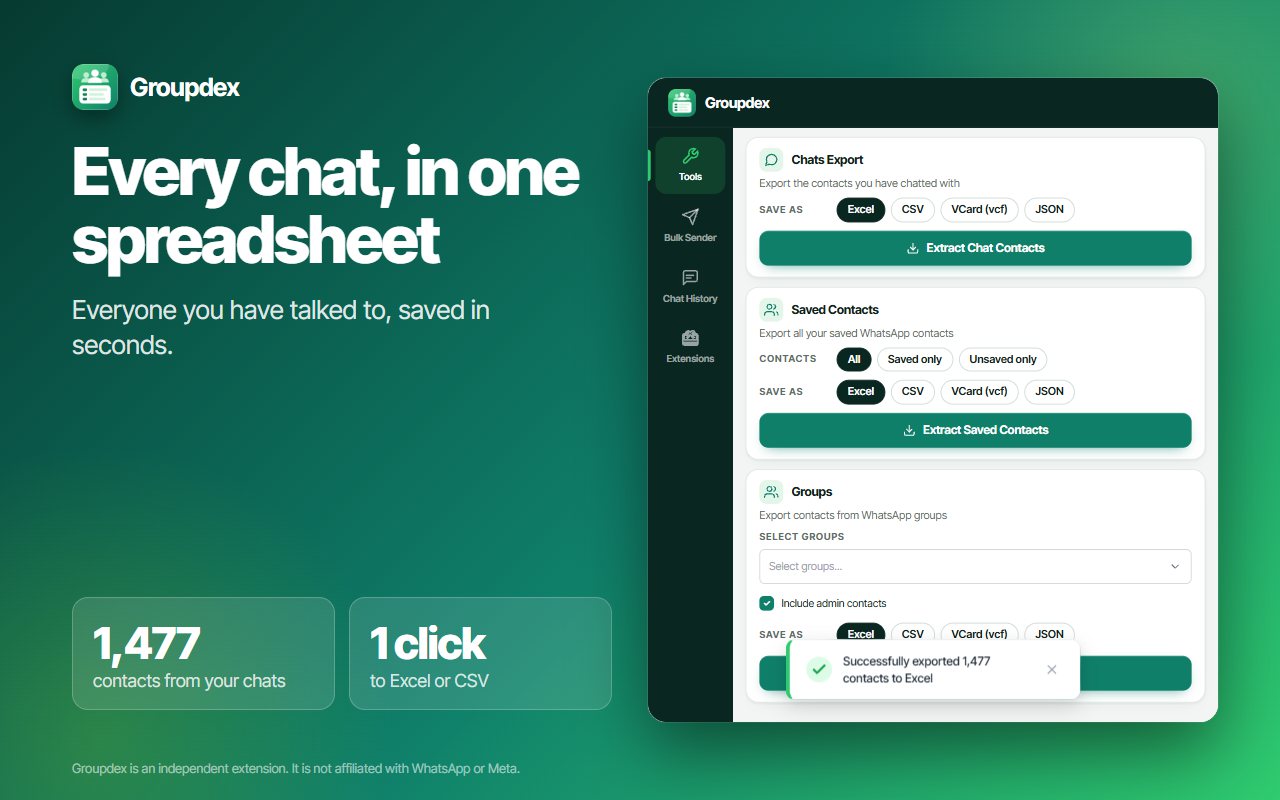 Groupdex
Every chat, in one
spreadsheet
Everyone you have talked to, saved in
seconds.
1,477
contacts from your chats
1 click
to Excel or CSV
Groupdex is an independent extension. It is not affiliated with WhatsApp or Meta.
Groupdex
Tools
Bulk Sender
Chat History
Extensions
Chats Export
Export the contacts you have chatted with
SAVE AS Excel CSV VCard (vcf) JSON
Extract Chat Contacts
Saved Contacts
Export all your saved WhatsApp contacts
CONTACTS All Saved only Unsaved only
SAVE AS Excel CSV VCard (vcf) JSON
Extract Saved Contacts
Groups
Export contacts from WhatsApp groups
SELECT GROUPS
Select groups...
Include admin contacts
SAVE AS Excel CSV VCard (vcf) JSON
Successfully exported 1,477
contacts to Excel